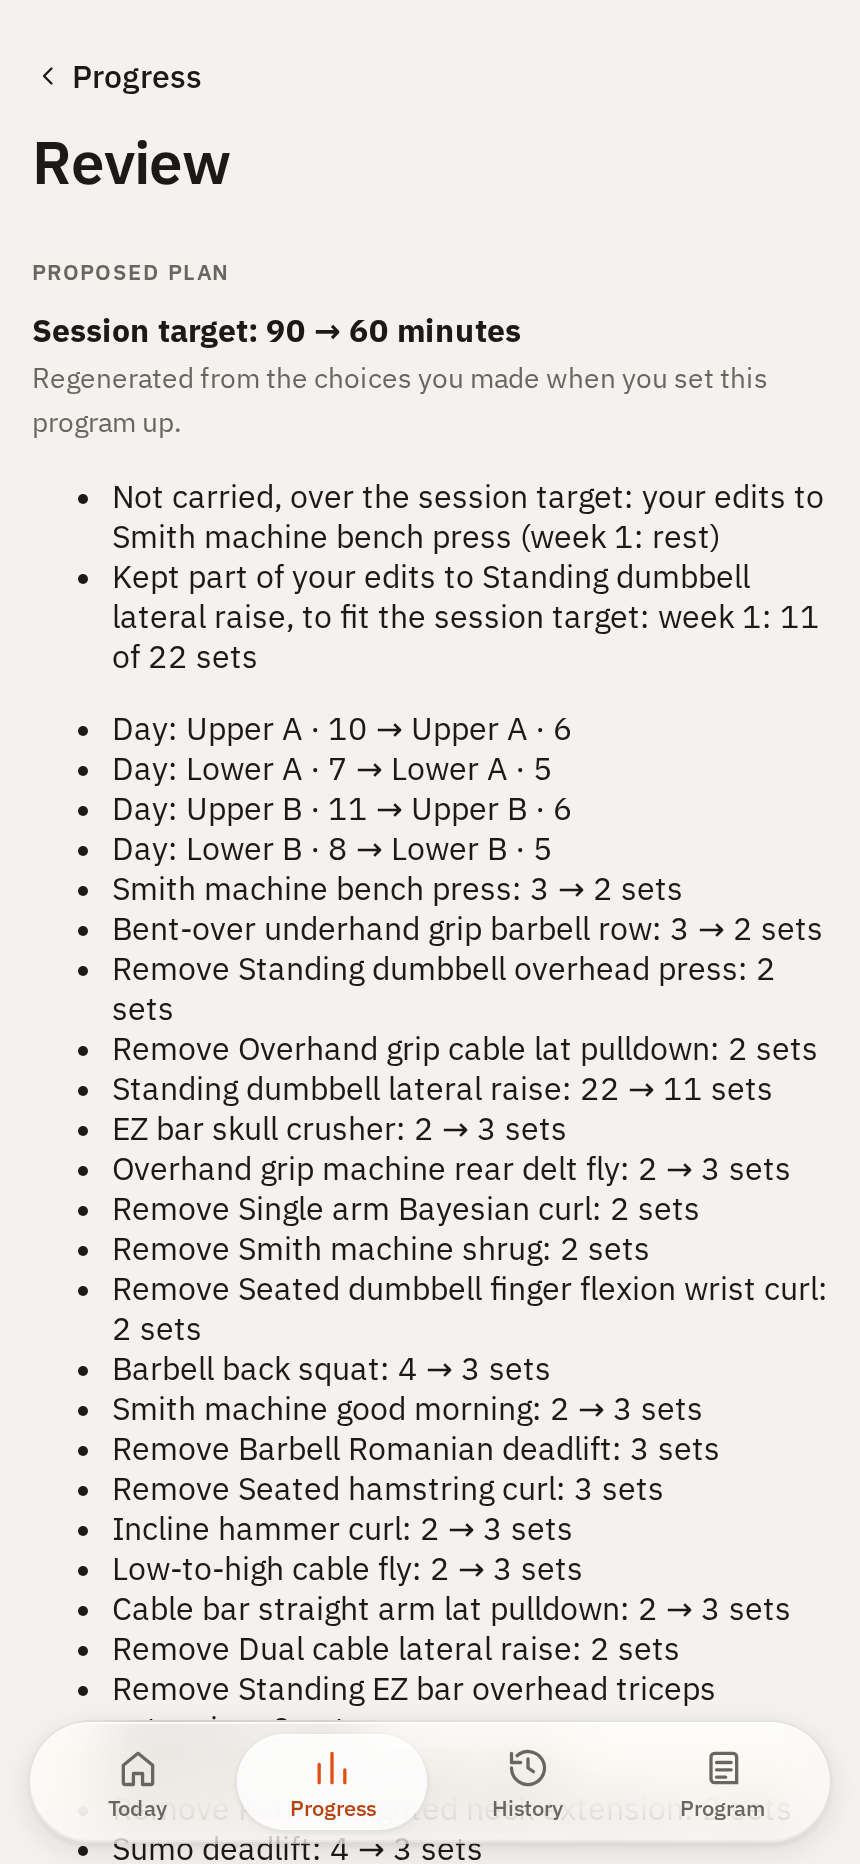 Progress
Review
PROPOSED PLAN
Session target: 90 → 60 minutes
Regenerated from the choices you made when you set this
program up.
• Not carried, over the session target: your edits to
Smith machine bench press (week 1: rest)
• Kept part of your edits to Standing dumbbell
lateral raise, to fit the session target: week 1: 11
of 22 sets
• Day: Upper A · 10 → Upper A · 6
• Day: Lower A · 7 → Lower A · 5
• Day: Upper B · 11 → Upper B · 6
• Day: Lower B · 8 → Lower B · 5
• Smith machine bench press: 3 → 2 sets
• Bent-over underhand grip barbell row: 3 → 2 sets
• Remove Standing dumbbell overhead press: 2
sets
• Remove Overhand grip cable lat pulldown: 2 sets
• Standing dumbbell lateral raise: 22 → 11 sets
• EZ bar skull crusher: 2 → 3 sets
• Overhand grip machine rear delt fly: 2 → 3 sets
• Remove Single arm Bayesian curl: 2 sets
• Remove Smith machine shrug: 2 sets
• Remove Seated dumbbell finger flexion wrist curl:
2 sets
• Barbell back squat: 4 → 3 sets
• Smith machine good morning: 2 → 3 sets
• Remove Barbell Romanian deadlift: 3 sets
• Remove Seated hamstring curl: 3 sets
• Incline hammer curl: 2 → 3 sets
• Low-to-high cable fly: 2 → 3 sets
• Cable bar straight arm lat pulldown: 2 → 3 sets
• Remove Dual cable lateral raise: 2 sets
• Remove Standing EZ bar overhead triceps
• Remove neck extension: sets
Today
Progress
History
Program
• Sumo deadlift: 4 → 3 sets